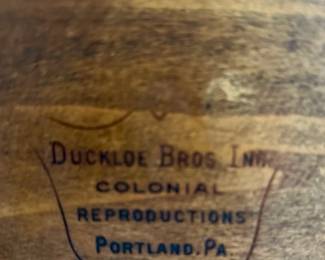 DUCKLOE BROS. INC.
COLONIAL
REPRODUCTIONS
PORTLAND, PA.